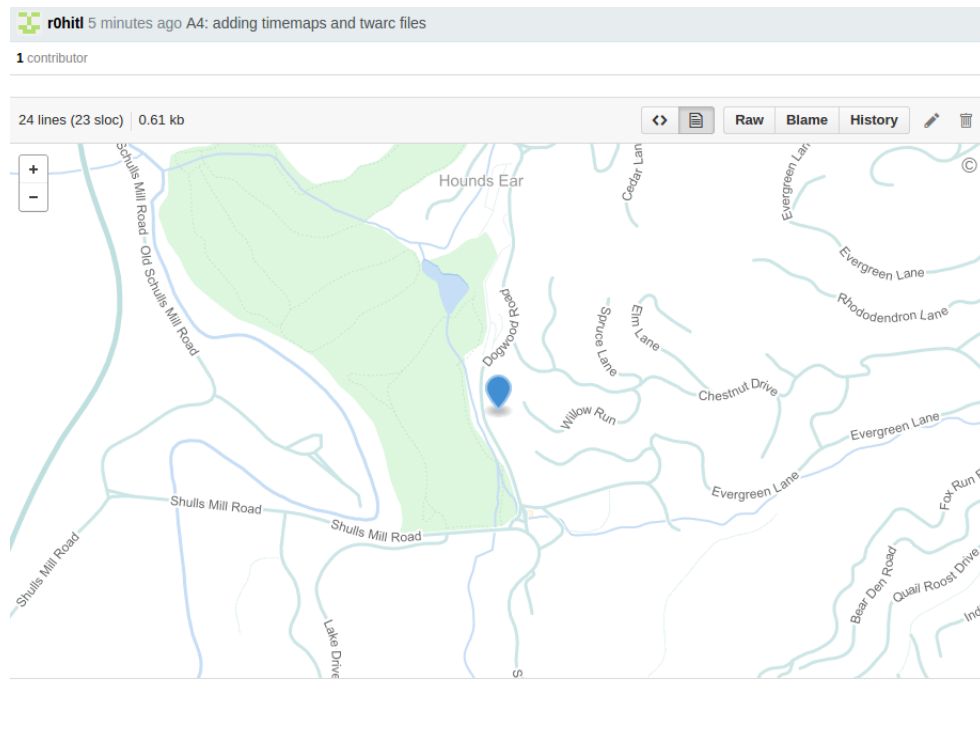 r0hitl 5 minutes ago A4: adding timemaps and twarc files
1 contributor
24 lines (23 sloc) 0.61 kb
<> Raw Blame History
+
−
©
Schulls Mill Road
Hounds Ear
Cedar Lan
Evergreen Lan
Old Schulls Mill Road
Evergreen Lane
Rhododendron Lane
Dogwood Road
Spruce Lane
Elm Lane
Chestnut Drive
Willow Run
Evergreen Lane
Evergreen Lane
Shulls Mill Road
Shulls Mill Road
Shulls Mill Road
Fox Run R
Bear Den Road
Quail Roost Drive
Ind
Lake Drive
S